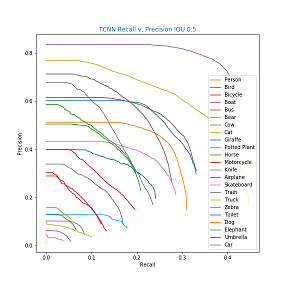 TCNN Recall v. Precision IOU 0.5
Precision
0.8
0.6
0.4
0.2
0.0
Person
Bird
Bicycle
Boat
Bus
Bear
Cow
Cat
Giraffe
Potted Plant
Horse
Motorcycle
Knife
Airplane
Skateboard
Train
Truck
Zebra
Toilet
Dog
Elephant
Umbrella
Car
0.0 0.1 0.2 0.3 0.4
Recall